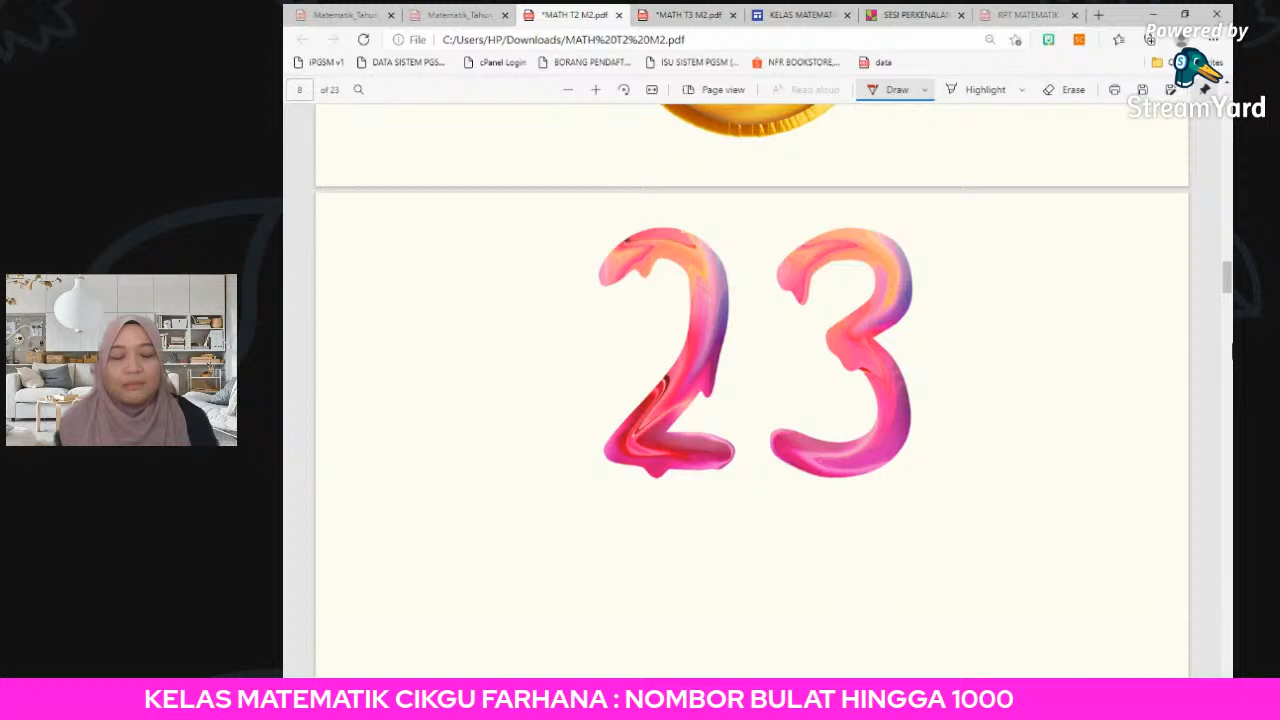 Matematik_Tahun
Matematik_Tahun
*MATH T2 M2.pdf
*MATH T3 M2.pdf
KELAS MATEMATI
SESI PERKENALAN
RPT MATEMATIK
File
C:/Users/HP/Downloads/MATH%20T2%20M2.pdf
Powered by
StreamYard
iPGSM v1
DATA SISTEM PGS...
cPanel Login
BORANG PENDAFT...
ISU SISTEM PGSM (...
NFR BOOKSTORE,...
data
8 of 23
Page view
Read aloud
Draw
Highlight
Erase
23
KELAS MATEMATIK CIKGU FARHANA : NOMBOR BULAT HINGGA 1000